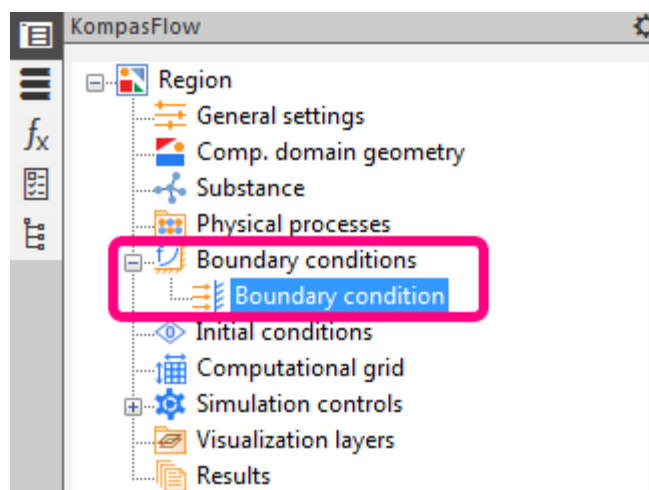 KompasFlow
Region
General settings
Comp. domain geometry
Substance
fx
Physical processes
Boundary conditions
Boundary condition
Initial conditions
Computational grid
Simulation controls
Visualization layers
Results